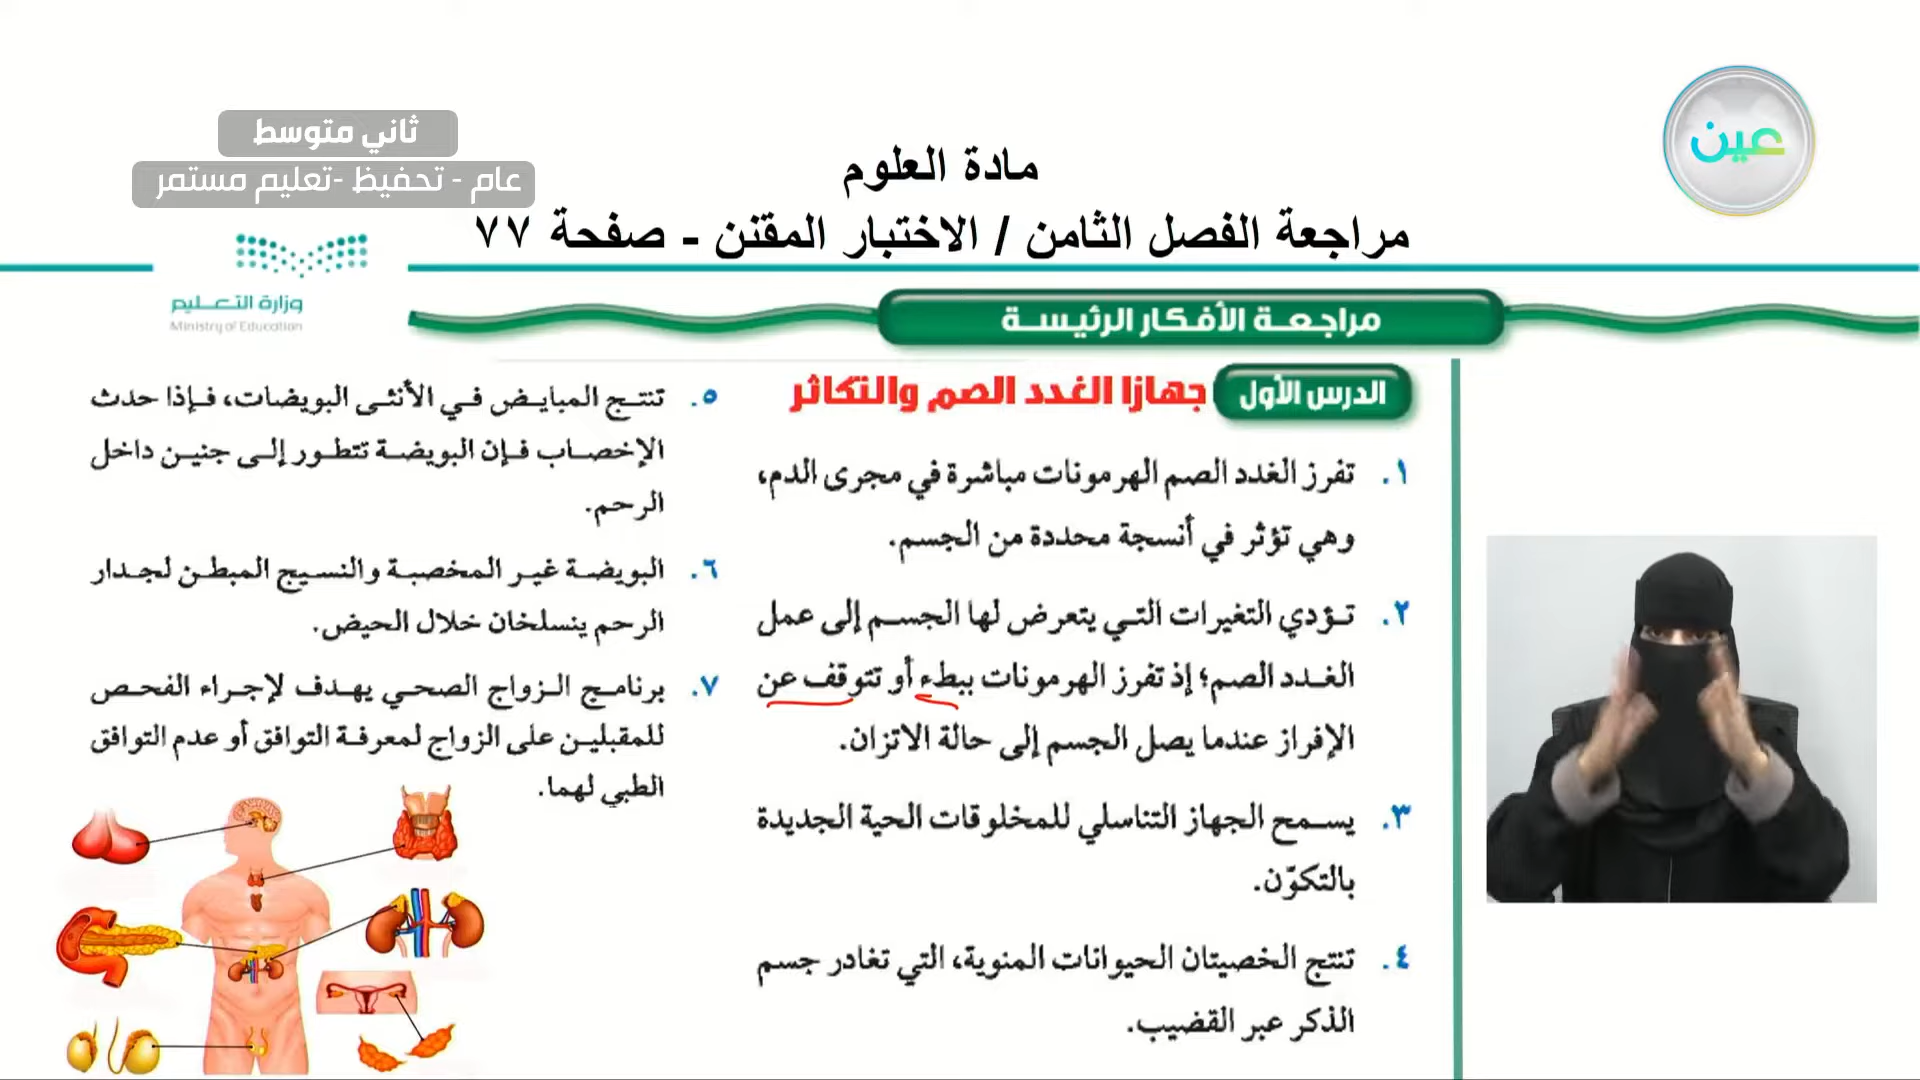 عين
ثاني متوسط
عام - تحفيظ -تعليم مستمر
مادة العلوم
مراجعة الفصل الثامن / الاختبار المقنن - صفحة ٧٧
وزارة التعليم
Ministry of Education
مراجعة الأفكار الرئيسة
الدرس الأول جهازا الغدد الصم والتكاثر
١. تفرز الغدد الصم الهرمونات مباشرة في مجرى الدم،
وهي تؤثر في أنسجة محددة من الجسم.
٢. تؤدي التغيرات التي يتعرض لها الجسم إلى عمل
الغدد الصم؛ إذ تفرز الهرمونات ببطء أو تتوقف عن
الإفراز عندما يصل الجسم إلى حالة الاتزان.
٣. يسمح الجهاز التناسلي للمخلوقات الحية الجديدة
بالتكوّن.
٤. تنتج الخصيتان الحيوانات المنوية، التي تغادر جسم
الذكر عبر القضيب.
٥. تنتج المبايض في الأنثى البويضات، فإذا حدث
الإخصاب فإن البويضة تتطور إلى جنين داخل
الرحم.
٦. البويضة غير المخصبة والنسيج المبطن لجدار
الرحم ينسلخان خلال الحيض.
٧. برنامج الزواج الصحي يهدف لإجراء الفحص
للمقبلين على الزواج لمعرفة التوافق أو عدم التوافق
الطبي لهما.